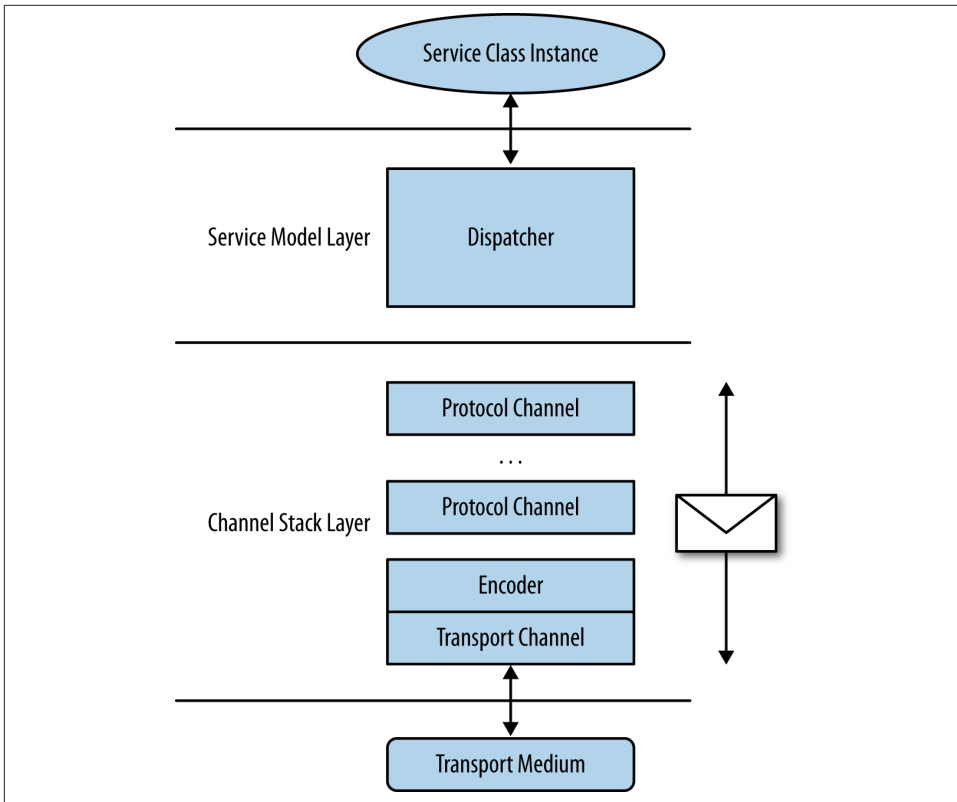 Service Class Instance
Service Model Layer
Dispatcher
Protocol Channel
...
Protocol Channel
Channel Stack Layer
Encoder
Transport Channel
Transport Medium